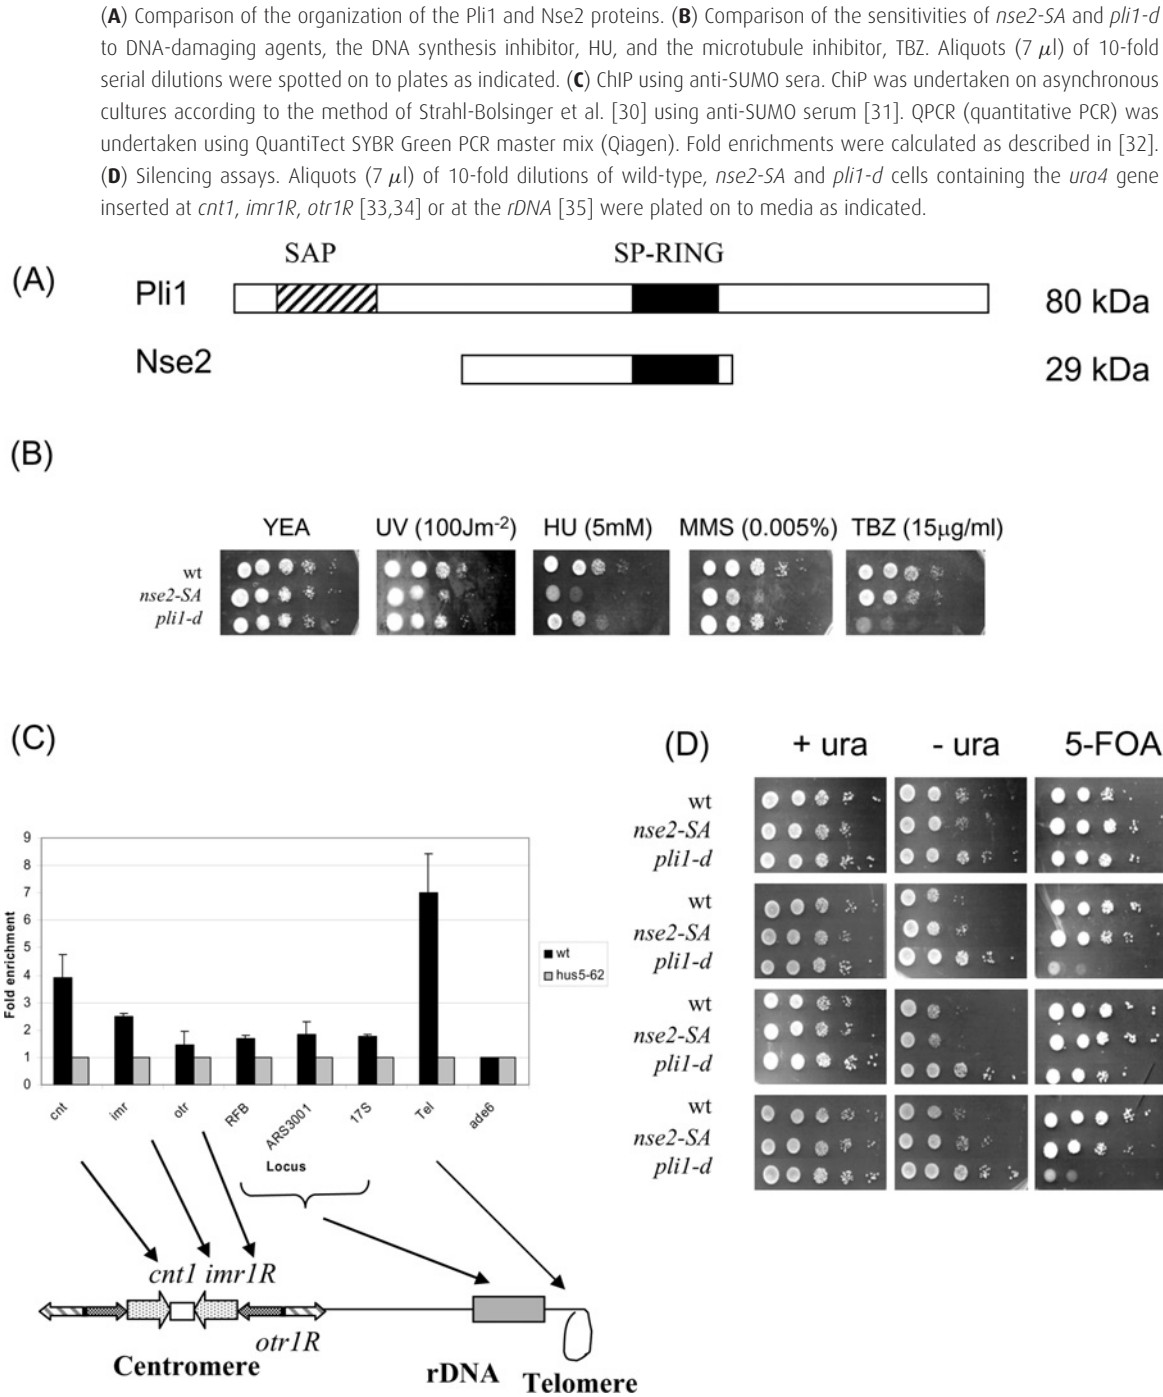 (A) Comparison of the organization of the Pli1 and Nse2 proteins. (B) Comparison of the sensitivities of nse2-SA and pli1-d
to DNA-damaging agents, the DNA synthesis inhibitor, HU, and the microtubule inhibitor, TBZ. Aliquots (7 μl) of 10-fold
serial dilutions were spotted on to plates as indicated. (C) ChIP using anti-SUMO sera. ChiP was undertaken on asynchronous
cultures according to the method of Strahl-Bolsinger et al. [30] using anti-SUMO serum [31]. QPCR (quantitative PCR) was
undertaken using QuantiTect SYBR Green PCR master mix (Qiagen). Fold enrichments were calculated as described in [32].
(D) Silencing assays. Aliquots (7 μl) of 10-fold dilutions of wild-type, nse2-SA and pli1-d cells containing the ura4 gene
inserted at cnt1, imr1R, otr1R [33,34] or at the rDNA [35] were plated on to media as indicated.
(A)
SAP SP-RING
Pli1 80 kDa
Nse2 29 kDa
(B)
YEA UV (100Jm-2) HU (5mM) MMS (0.005%) TBZ (15μg/ml)
wt
nse2-SA
pli1-d
(C)
9
8
7
6
5
4
3
2
1
0
Fold enrichment
wt
hus5-62
cnt imr otr RFB ARS3001 17S Tel ade6
Locus
cnt1 imr1R
otr1R
Centromere rDNA Telomere
(D) + ura - ura 5-FOA
wt
nse2-SA
pli1-d
wt
nse2-SA
pli1-d
wt
nse2-SA
pli1-d
wt
nse2-SA
pli1-d